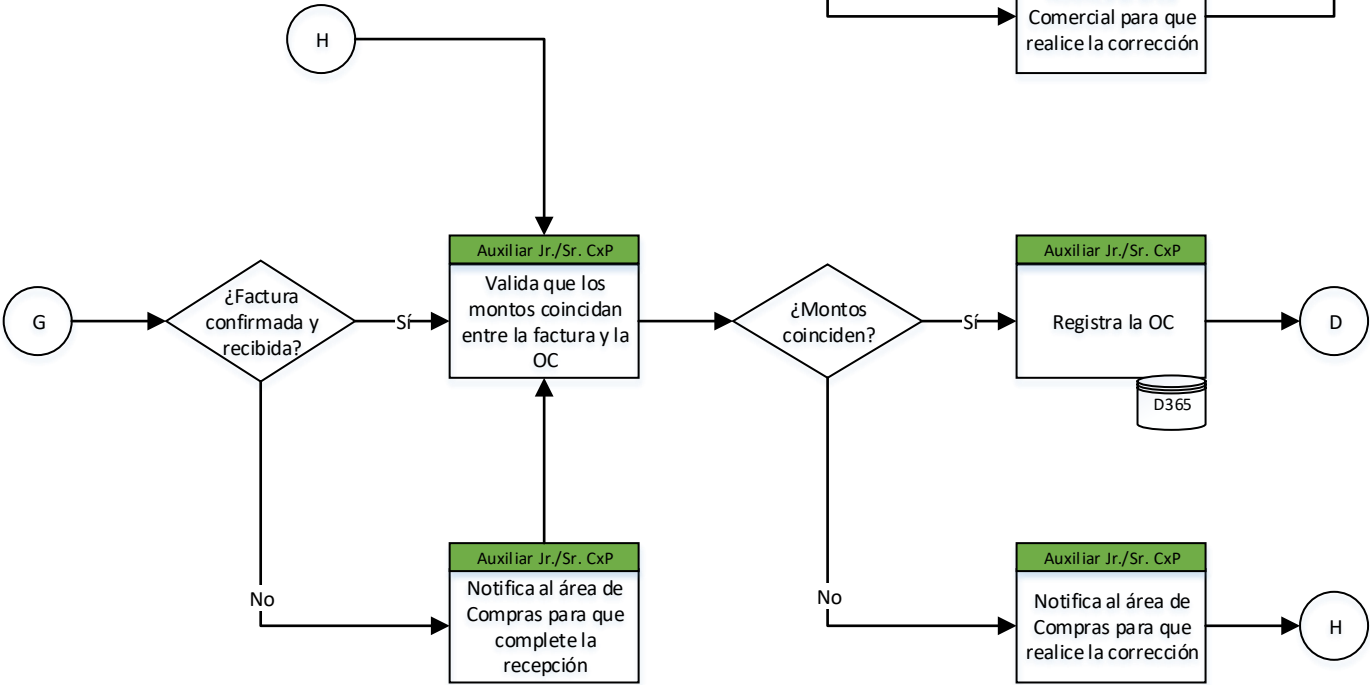 Comercial para que
realice la corrección
H
Auxiliar Jr./Sr. CxP
Valida que los
montos coincidan
entre la factura y la
OC
Auxiliar Jr./Sr. CxP
Registra la OC
D365
G
¿Factura
confirmada y
recibida?
Sí
¿Montos
coinciden?
Sí
D
No
Auxiliar Jr./Sr. CxP
Notifica al área de
Compras para que
complete la
recepción
No
Auxiliar Jr./Sr. CxP
Notifica al área de
Compras para que
realice la corrección
H